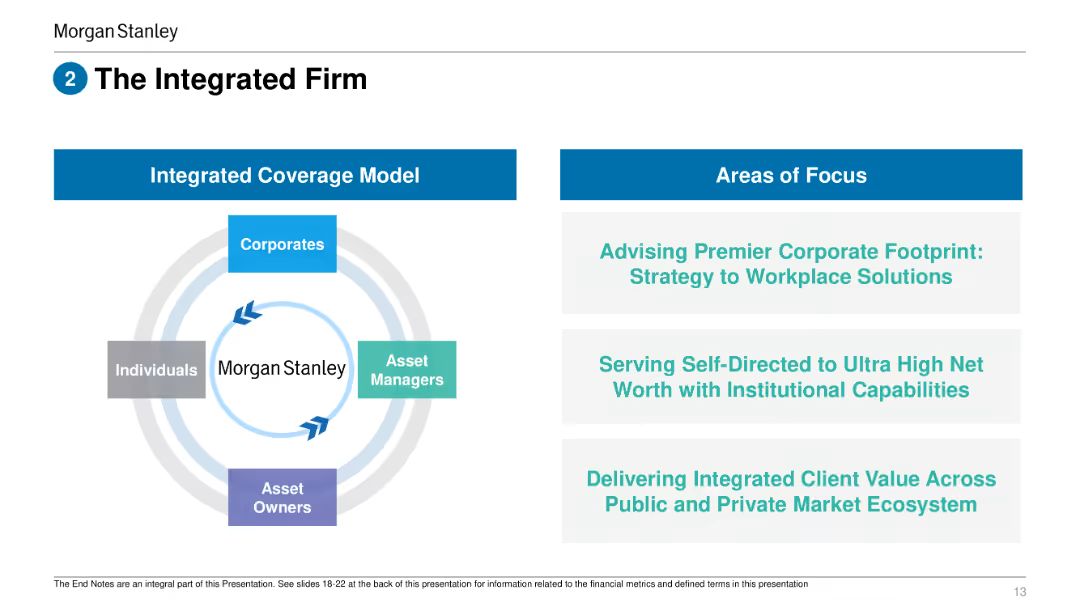 Morgan Stanley
2 The Integrated Firm
Integrated Coverage Model
Corporates
Individuals
Morgan Stanley
Asset
Managers
Asset
Owners
Areas of Focus
Advising Premier Corporate Footprint:
Strategy to Workplace Solutions
Serving Self-Directed to Ultra High Net
Worth with Institutional Capabilities
Delivering Integrated Client Value Across
Public and Private Market Ecosystem
The End Notes are an integral part of this Presentation. See slides 18-22 at the back of this presentation for information related to the financial metrics and defined terms in this presentation
13